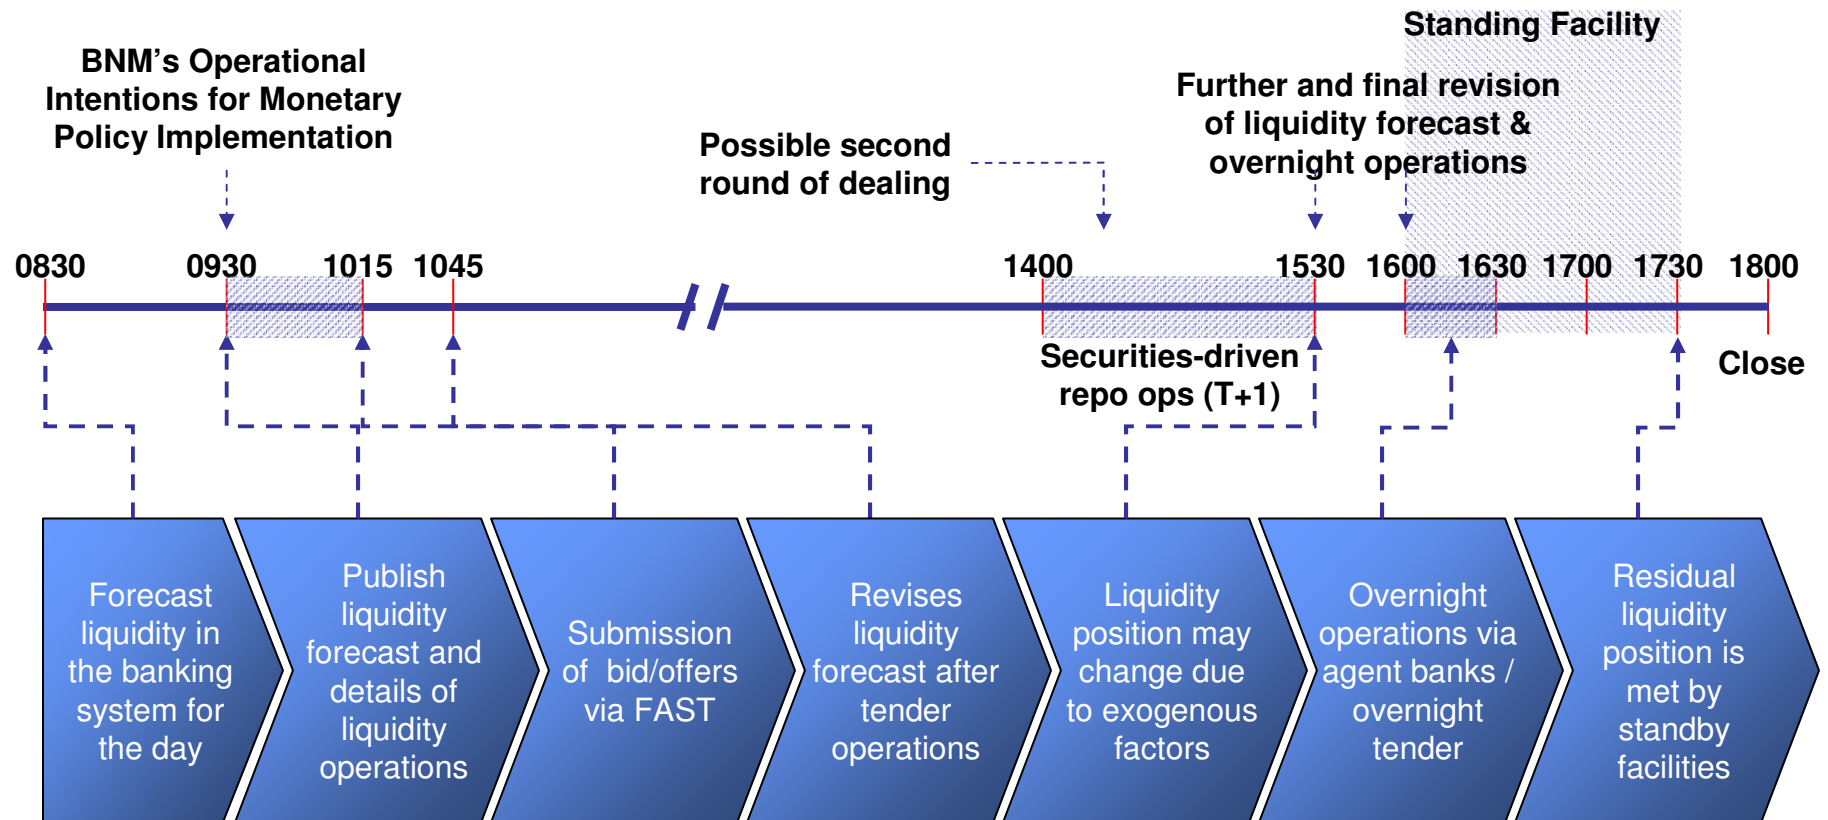 Standing Facility
BNM’s Operational
Intentions for Monetary
Policy Implementation
Possible second
round of dealing
Further and final revision
of liquidity forecast &
overnight operations
0830 0930 1015 1045 1400 1530 1600 1630 1700 1730 1800
Securities-driven
repo ops (T+1)
Close
Forecast
liquidity in
the banking
system for
the day
Publish
liquidity
forecast and
details of
liquidity
operations
Submission
of bid/offers
via FAST
Revises
liquidity
forecast after
tender
operations
Liquidity
position may
change due
to exogenous
factors
Overnight
operations via
agent banks /
overnight
tender
Residual
liquidity
position is
met by
standby
facilities